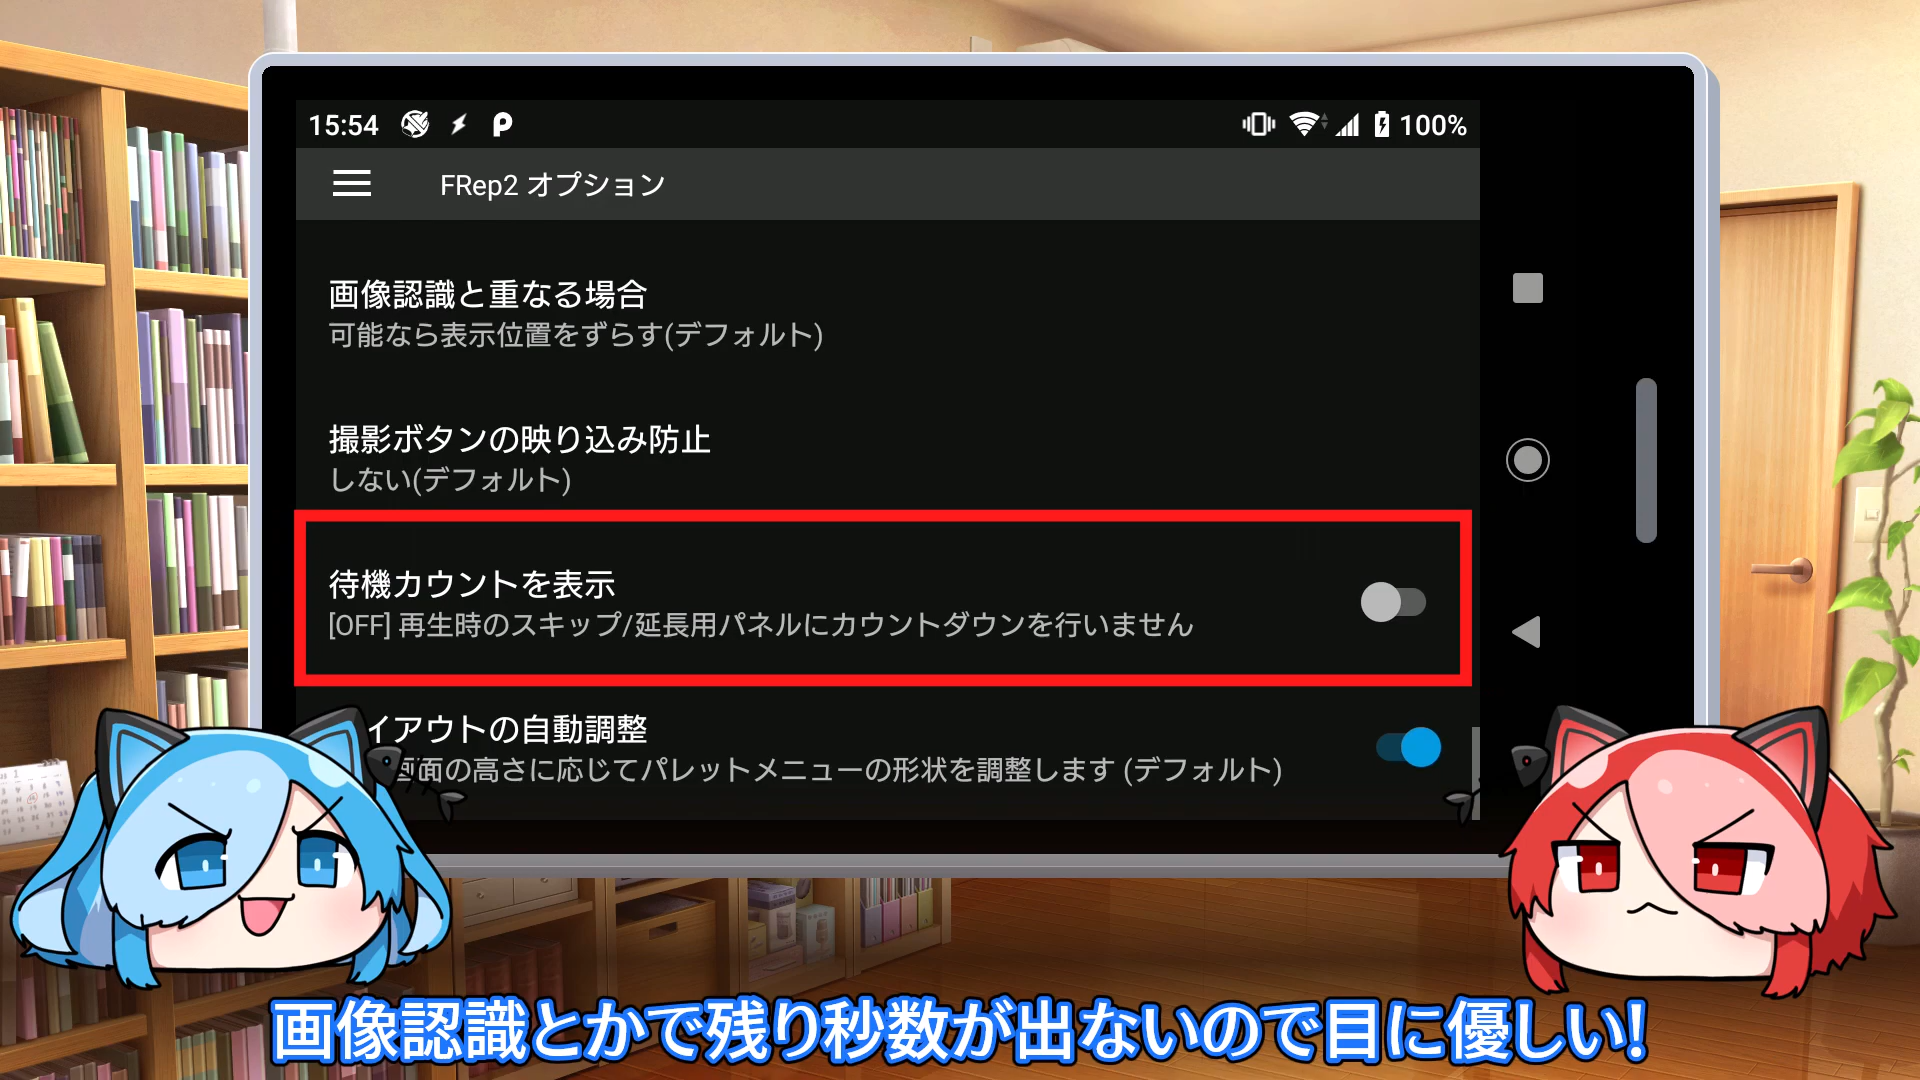 15:54
100%
FRep2 オプション
画像認識と重なる場合
可能なら表示位置をずらす(デフォルト)
撮影ボタンの映り込み防止
しない(デフォルト)
待機カウントを表示
[OFF] 再生時のスキップ/延長用パネルにカウントダウンを行いません
イアウトの自動調整
画面の高さに応じてパレットメニューの形状を調整します (デフォルト)
画像認識とかで残り秒数が出ないので目に優しい!